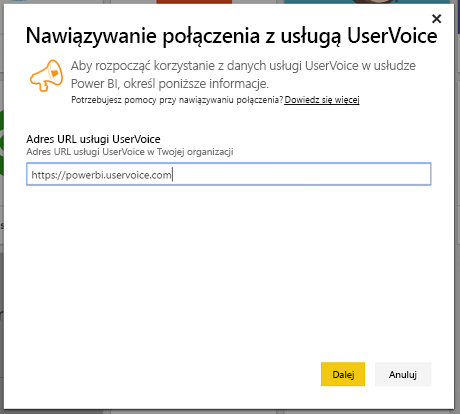 Nawiązywanie połączenia z usługą UserVoice
Aby rozpocząć korzystanie z danych usługi UserVoice w usłudze
Power BI, określ poniższe informacje.
Potrzebujesz pomocy przy nawiązywaniu połączenia? Dowiedz się więcej
Adres URL usługi UserVoice
Adres URL usługi UserVoice w Twojej organizacji
https://powerbi.uservoice.com
Dalej Anuluj